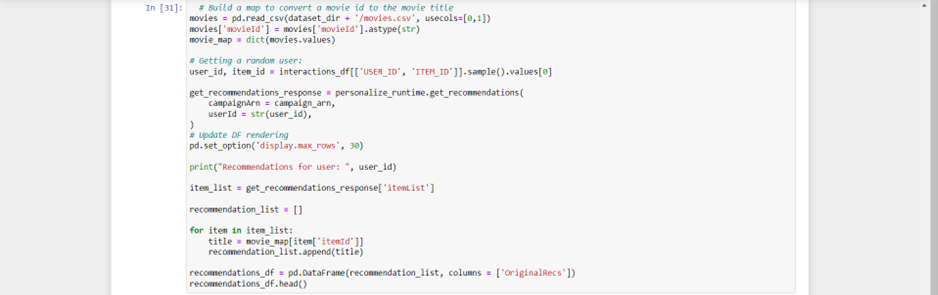 In [31]: # Build a map to convert a movie id to the movie title
movies = pd.read_csv(dataset_dir + '/movies.csv', usecols=[0,1])
movies['movieId'] = movies['movieId'].astype(str)
movie_map = dict(movies.values)
# Getting a random user:
user_id, item_id = interactions_df[['USER_ID', 'ITEM_ID']].sample().values[0]
get_recommendations_response = personalize_runtime.get_recommendations(
campaignArn = campaign_arn,
userId = str(user_id),
)
# Update DF rendering
pd.set_option('display.max_rows', 30)
print("Recommendations for user: ", user_id)
item_list = get_recommendations_response['itemList']
recommendation_list = []
for item in item_list:
title = movie_map[item['itemId']]
recommendation_list.append(title)
recommendations_df = pd.DataFrame(recommendation_list, columns = ['OriginalRecs'])
recommendations_df.head()